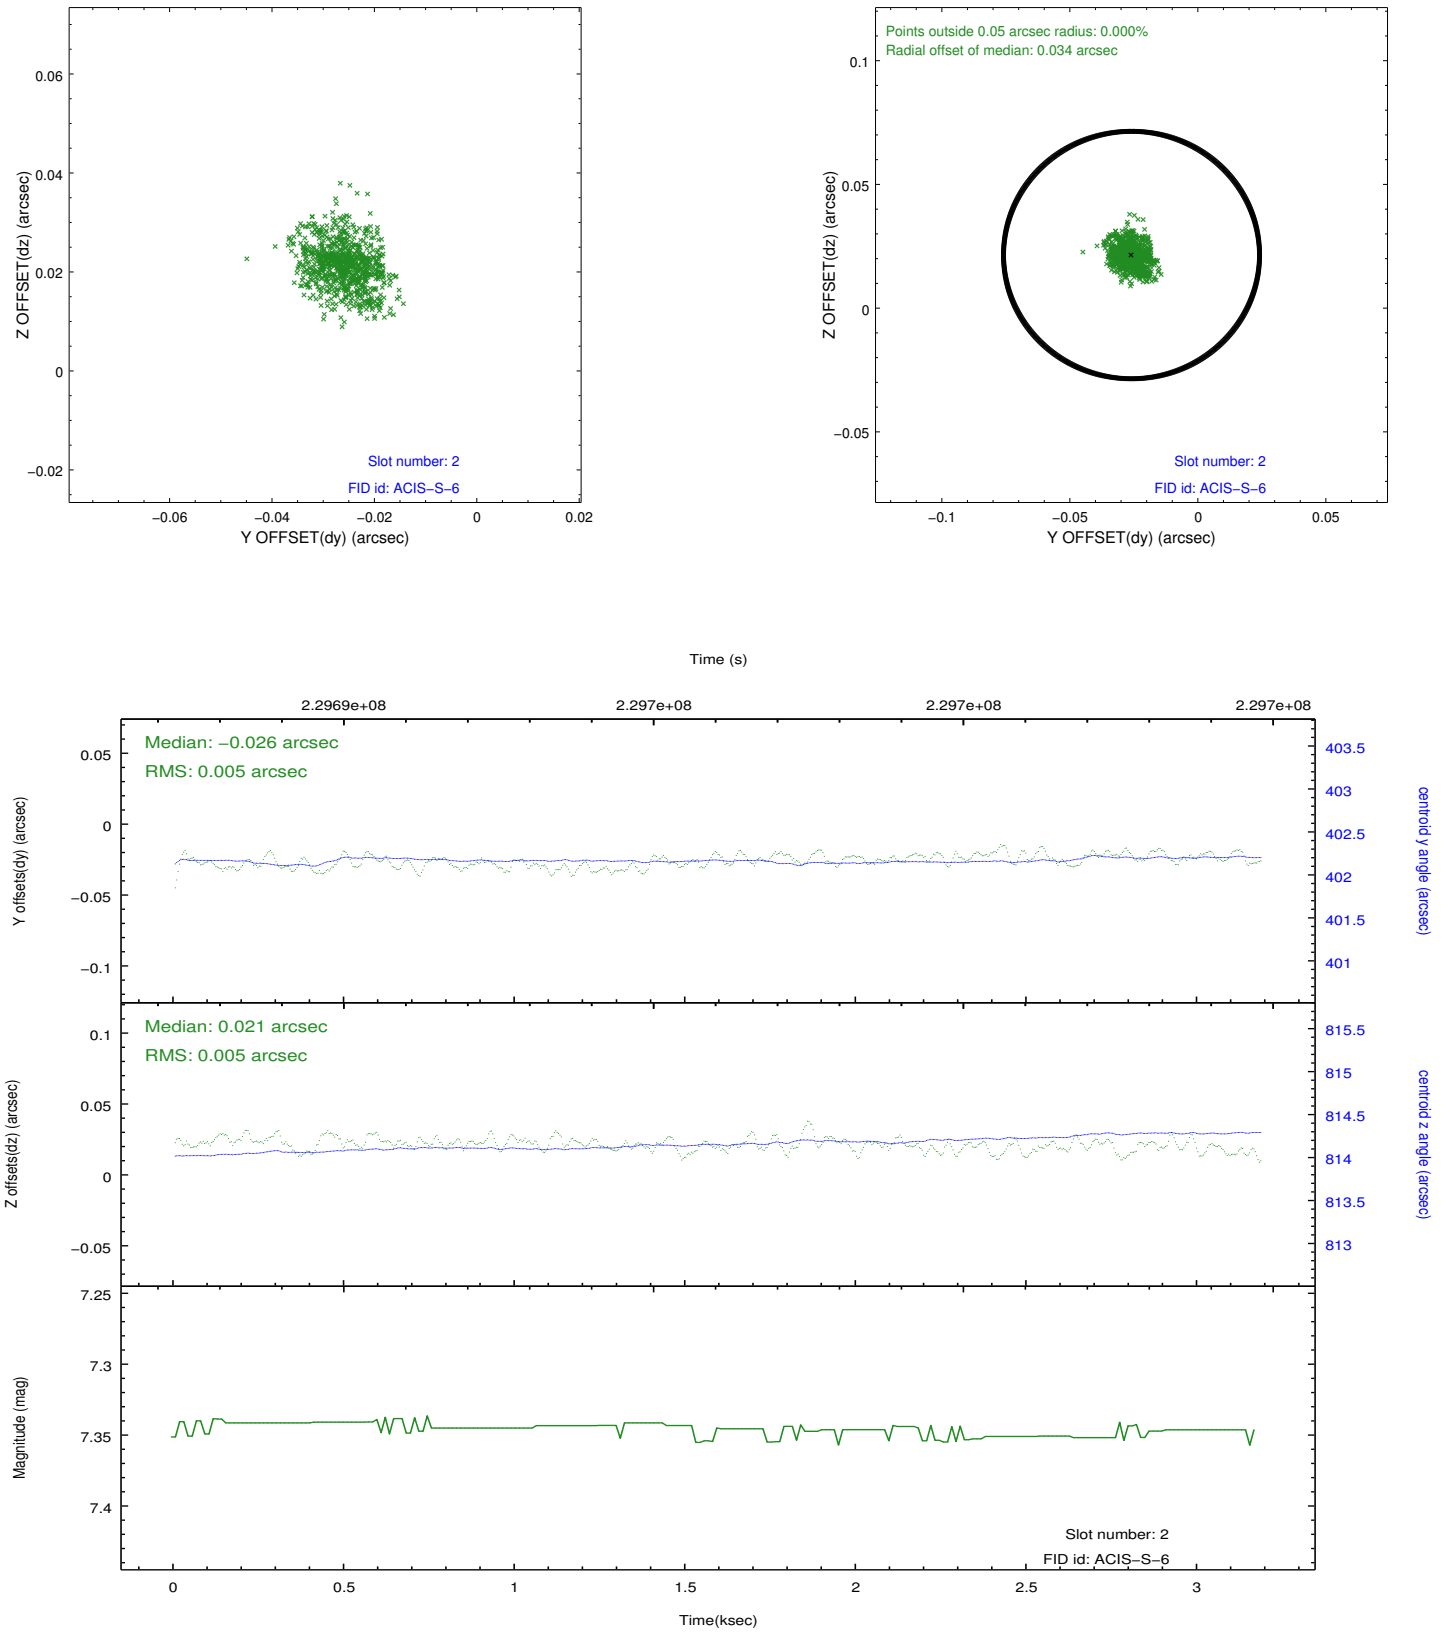 0.06
0.04
0.02
0
−0.02
Z OFFSET(dz) (arcsec)
Slot number: 2
FID id: ACIS−S−6
−0.06 −0.04 −0.02 0 0.02
Y OFFSET(dy) (arcsec)
Points outside 0.05 arcsec radius: 0.000%
Radial offset of median: 0.034 arcsec
0.1
0.05
0
−0.05
Z OFFSET(dz) (arcsec)
Slot number: 2
FID id: ACIS−S−6
−0.1 −0.05 0 0.05
Y OFFSET(dy) (arcsec)
Time (s)
2.2969e+08 2.297e+08 2.297e+08 2.297e+08
Median: −0.026 arcsec
RMS: 0.005 arcsec
0.05
0
−0.05
−0.1
Y offsets(dy) (arcsec)
403.5
403
402.5
402
401.5
401
centroid y angle (arcsec)
Median: 0.021 arcsec
RMS: 0.005 arcsec
0.1
0.05
0
−0.05
Z offsets(dz) (arcsec)
815.5
815
814.5
814
813.5
813
centroid z angle (arcsec)
7.25
7.3
7.35
7.4
Magnitude (mag)
Slot number: 2
FID id: ACIS−S−6
0 0.5 1 1.5 2 2.5 3
Time(ksec)